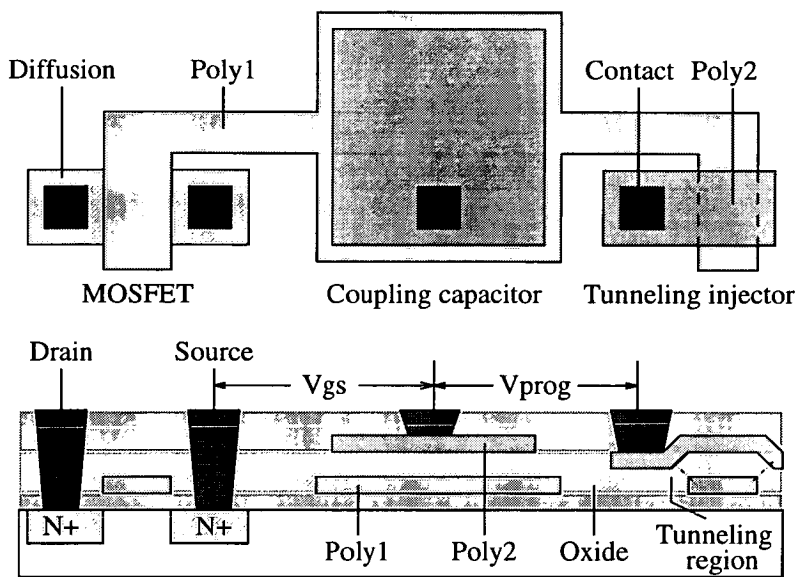 Diffusion
Poly1
Contact
Poly2
MOSFET
Coupling capacitor
Tunneling injector
Drain
Source
Vgs
Vprog
N+
N+
Poly1
Poly2
Oxide
Tunneling
region